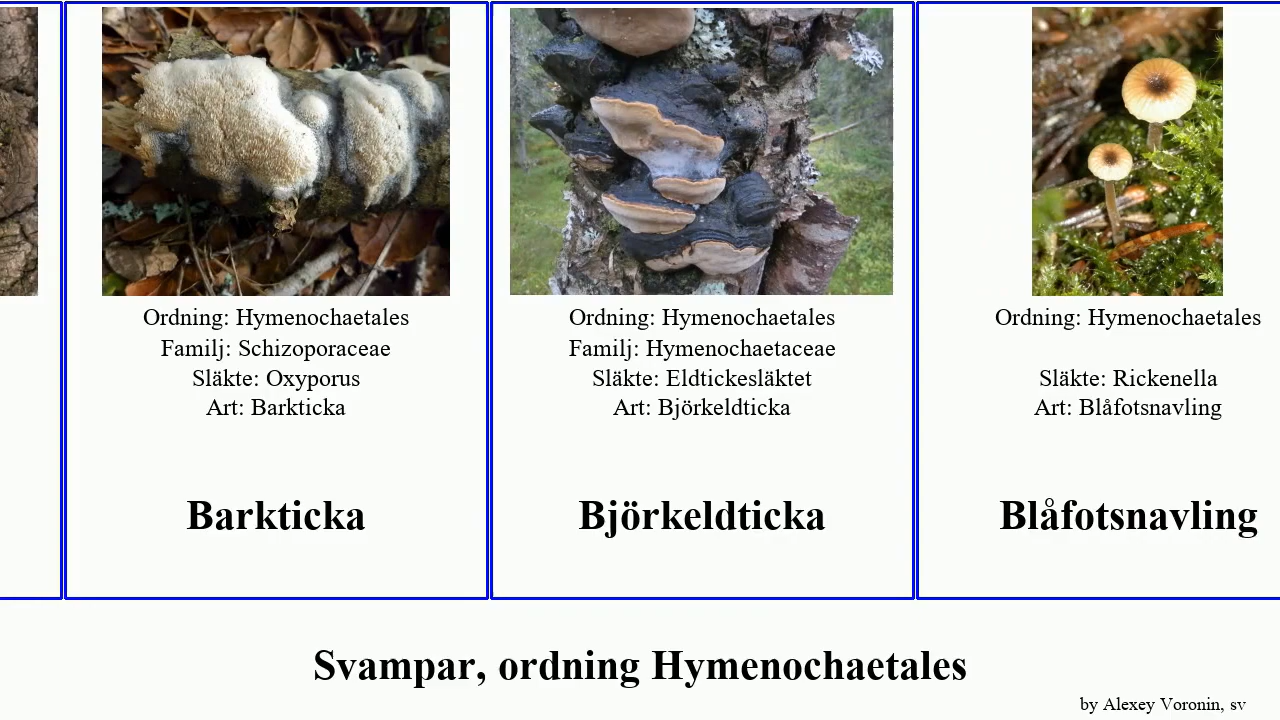 Ordning: Hymenochaetales
Familj: Schizoporaceae
Släkte: Oxyporus
Art: Barkticka
Barkticka
Ordning: Hymenochaetales
Familj: Hymenochaetaceae
Släkte: Eldtickesläktet
Art: Björkeldticka
Björkeldticka
Ordning: Hymenochaetales
Släkte: Rickenella
Art: Blåfotsnavling
Blåfotsnavling
Svampar, ordning Hymenochaetales
by Alexey Voronin, sv